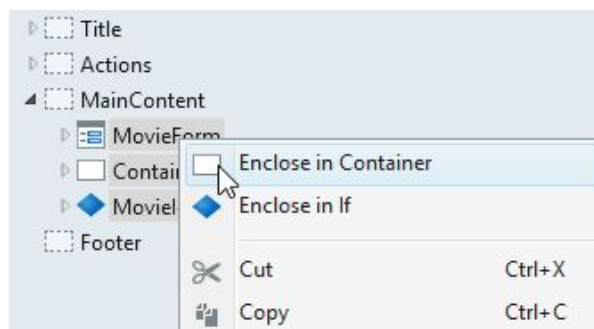 Title
Actions
MainContent
MovieForm
Enclose in Container
Enclose in If
Footer
Cut Ctrl+X
Copy Ctrl+C